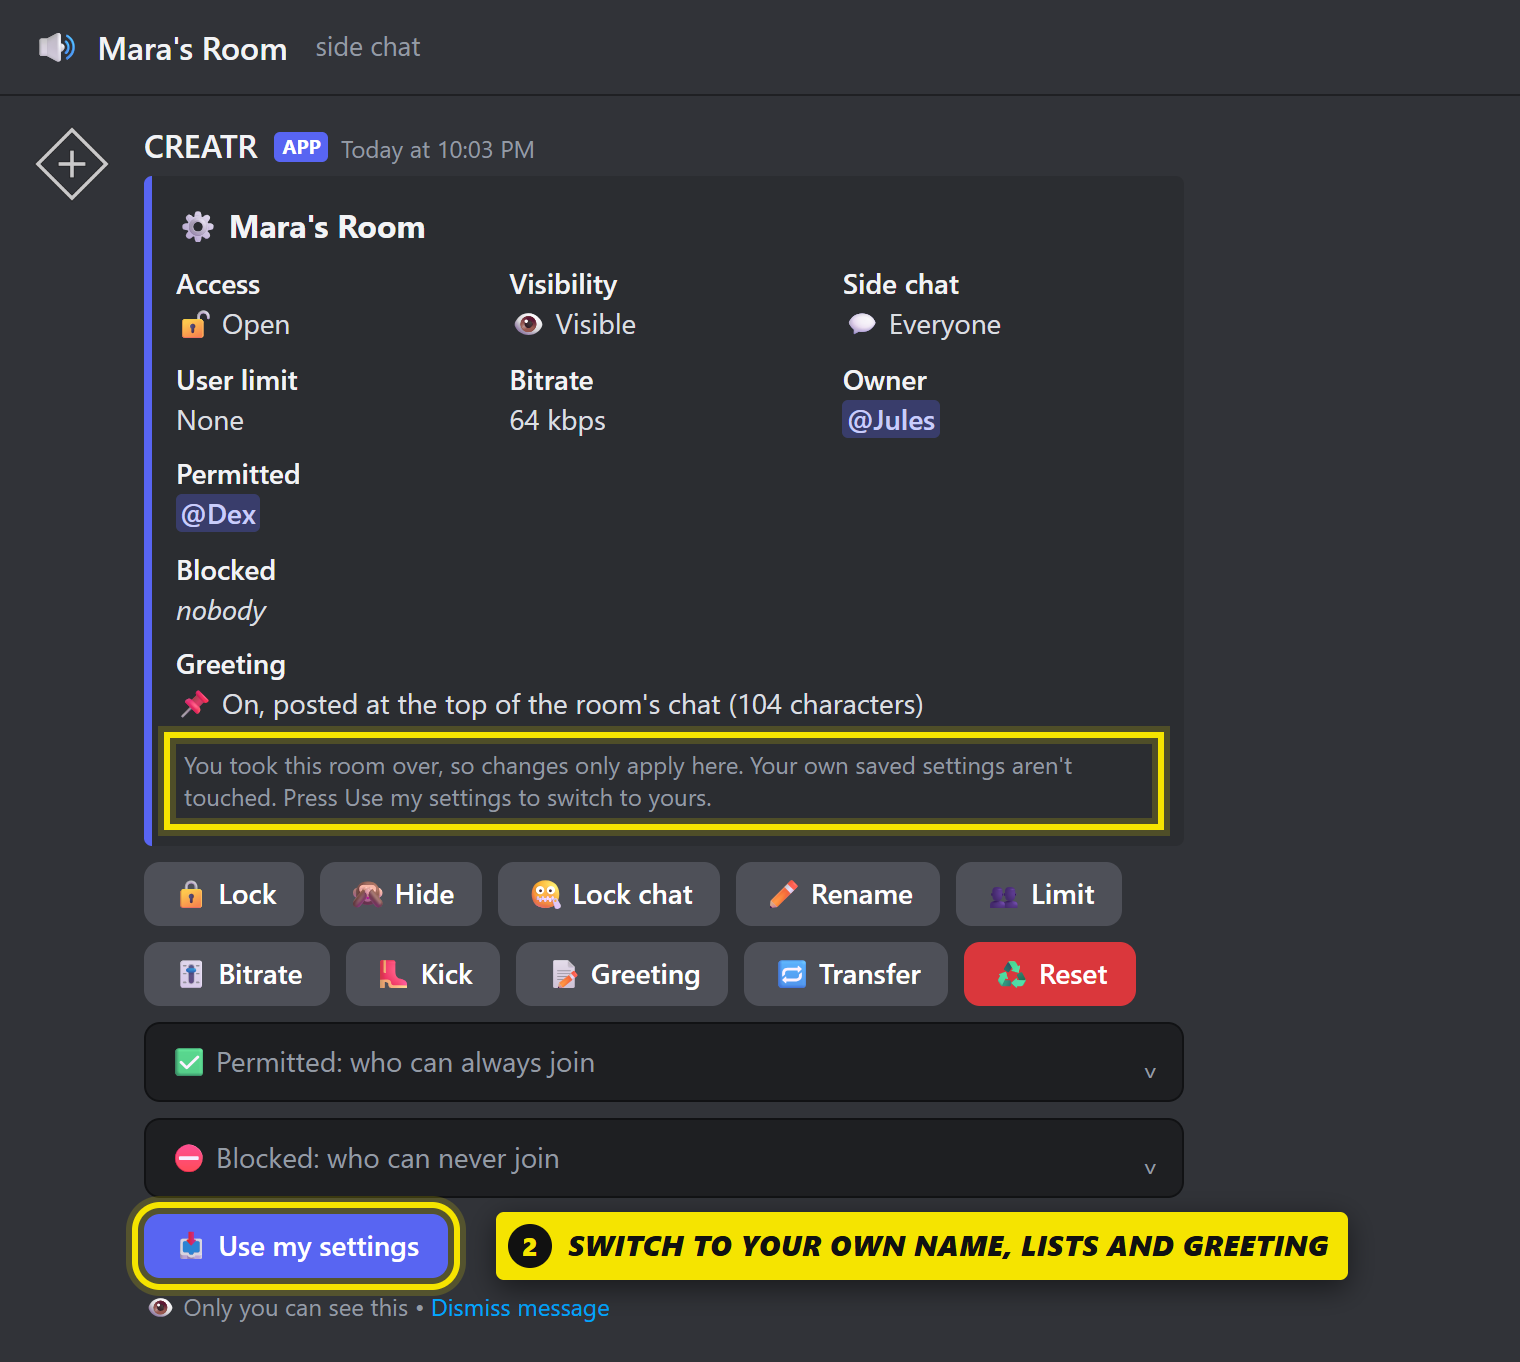 Mara's Room side chat
CREATR APP Today at 10:03 PM
Mara's Room
Access Visibility Side chat
Open Visible Everyone
User limit Bitrate Owner
None 64 kbps @Jules
Permitted
@Dex
Blocked
nobody
Greeting
On, posted at the top of the room's chat (104 characters)
You took this room over, so changes only apply here. Your own saved settings aren't
touched. Press Use my settings to switch to yours.
Lock Hide Lock chat Rename Limit
Bitrate Kick Greeting Transfer Reset
Permitted: who can always join
Blocked: who can never join
Use my settings 2 SWITCH TO YOUR OWN NAME, LISTS AND GREETING
Only you can see this • Dismiss message